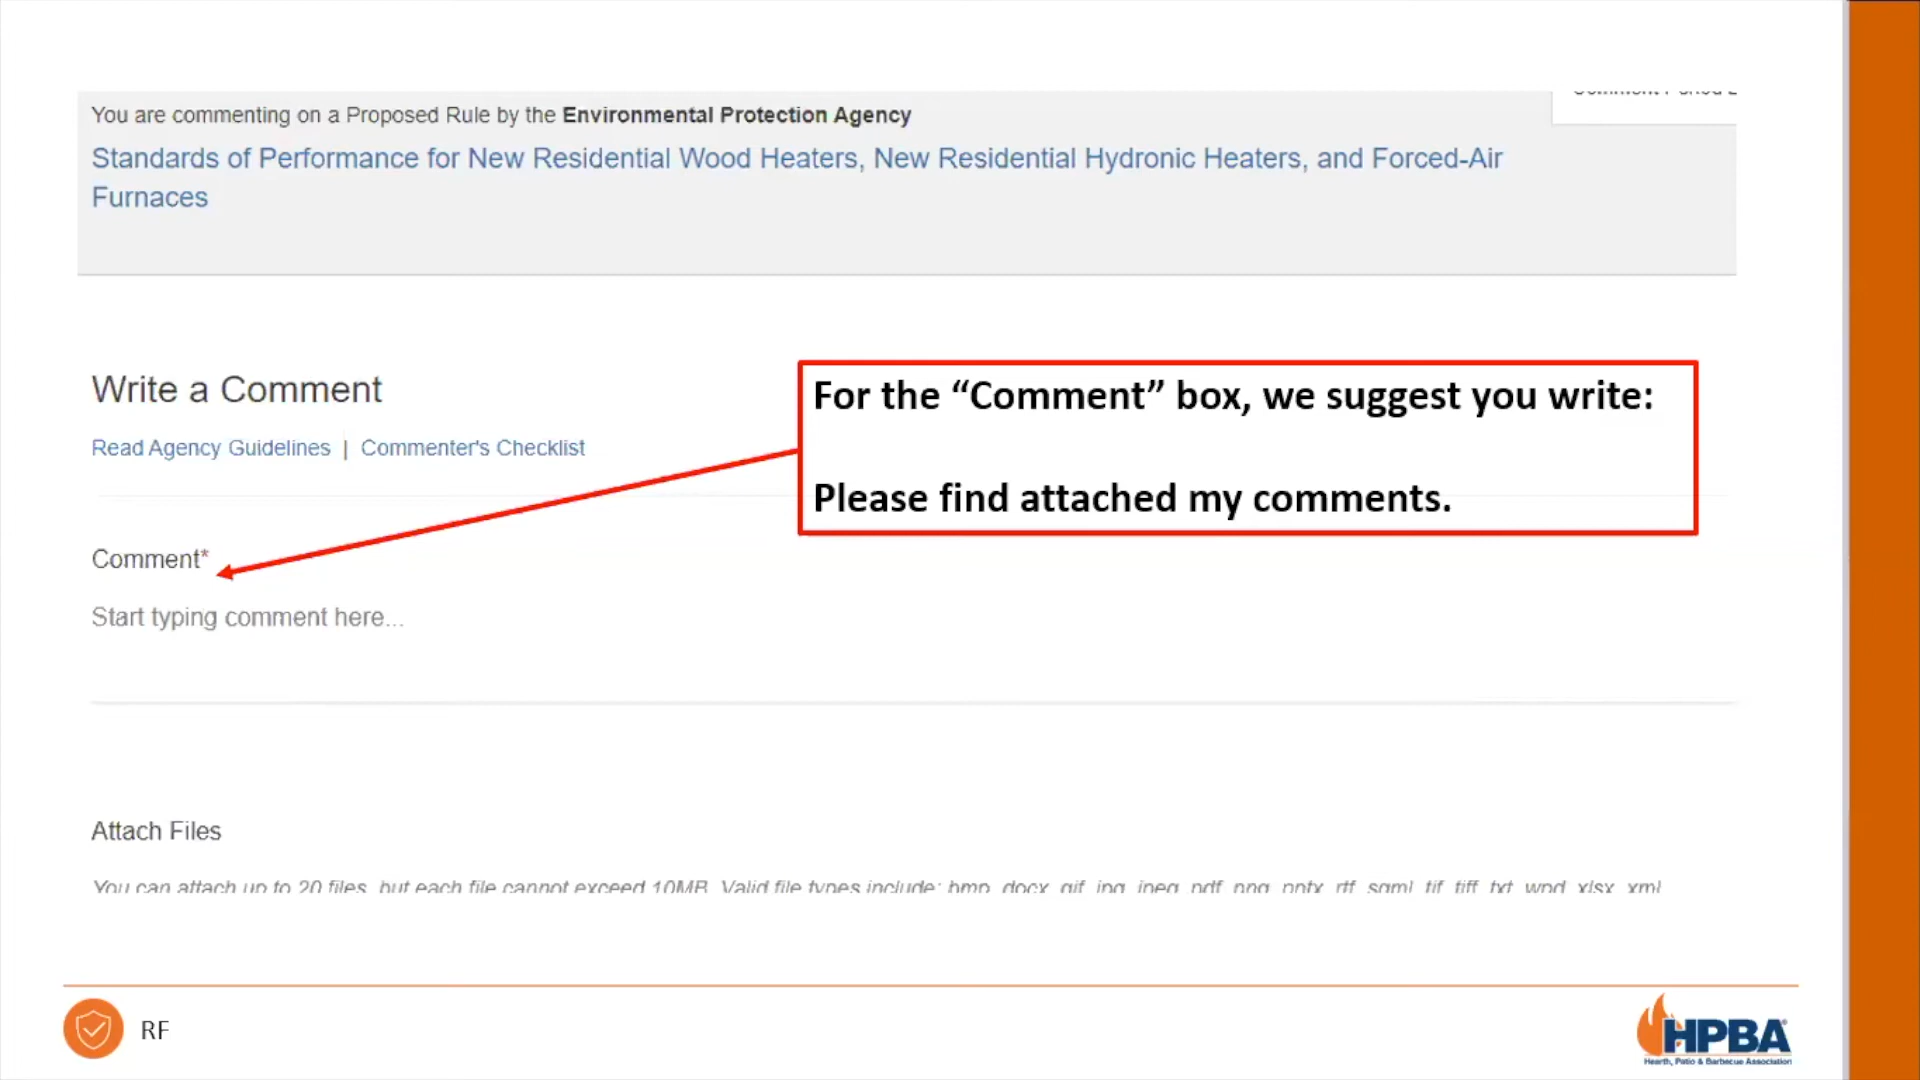 Comment Period
You are commenting on a Proposed Rule by the Environmental Protection Agency
Standards of Performance for New Residential Wood Heaters, New Residential Hydronic Heaters, and Forced-Air
Furnaces
Write a Comment
Read Agency Guidelines | Commenter's Checklist
For the “Comment” box, we suggest you write:
Please find attached my comments.
Comment*
Start typing comment here...
Attach Files
You can attach up to 20 files, but each file cannot exceed 10MB. Valid file types include: bmp, docx, gif, jpg, jpeg, pdf, png, pptx, rtf, sgml, tif, tiff, txt, wpd, xlsx, xml
RF
HPBA
Hearth, Patio & Barbecue Association